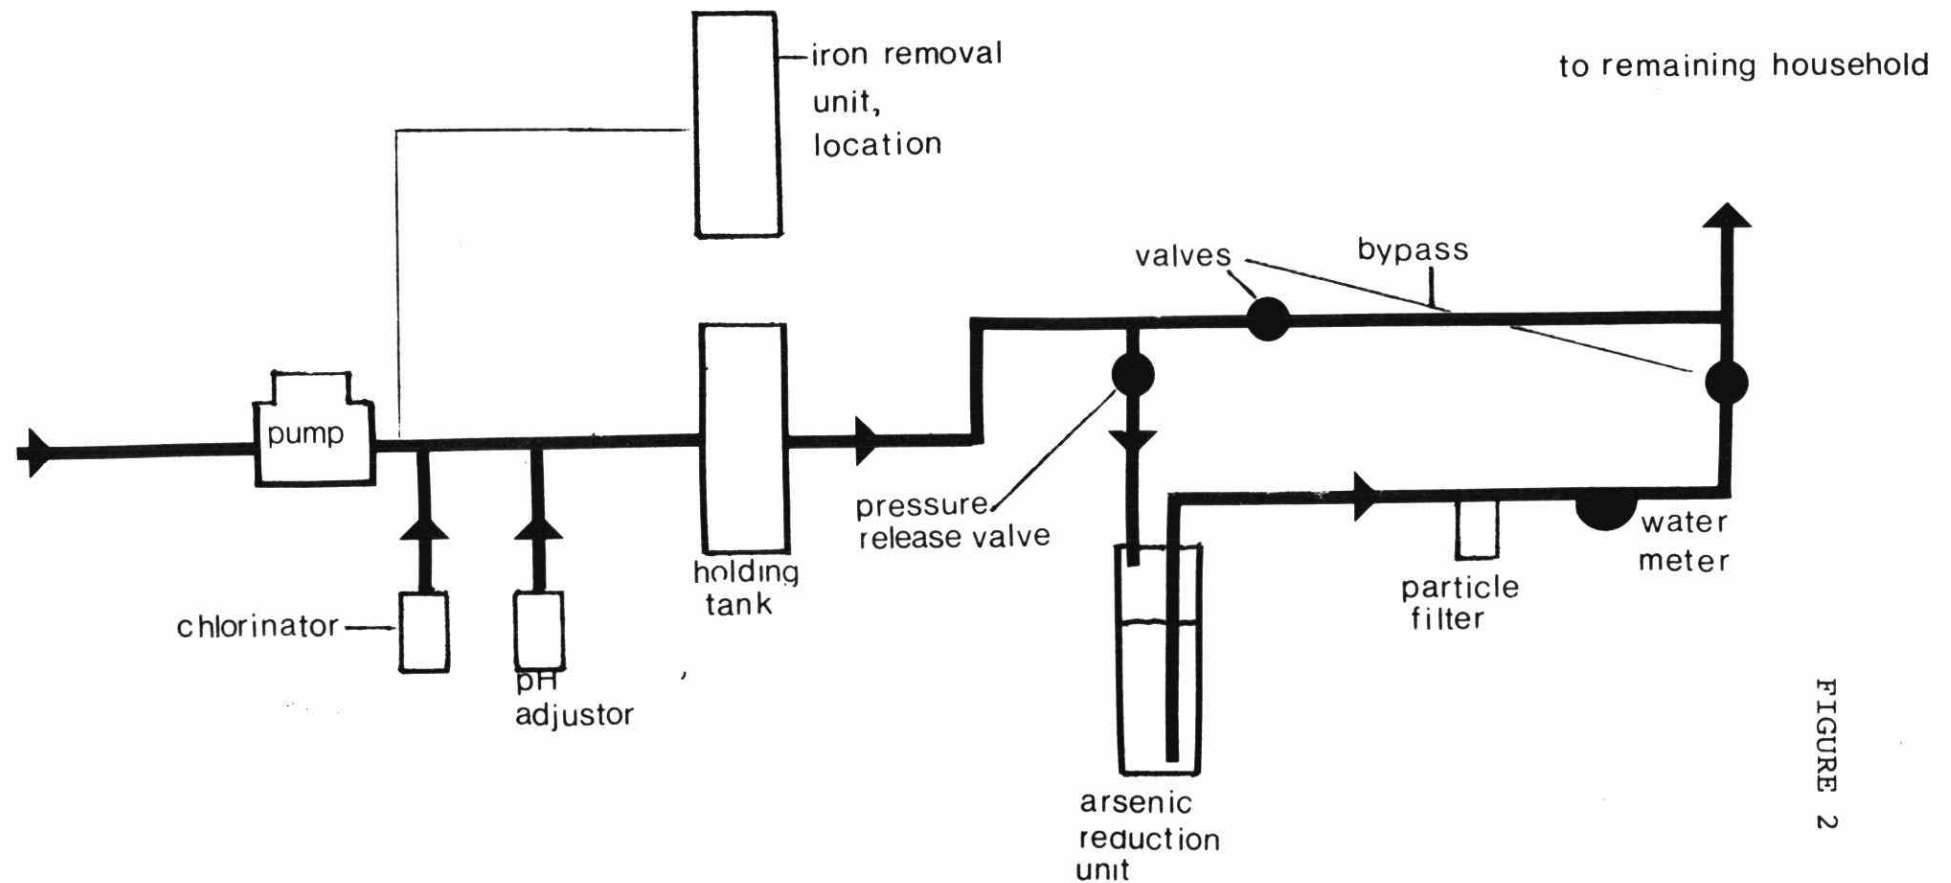 iron removal
unit,
location
to remaining household
valves
bypass
pump
pressure
release valve
water
meter
holding
tank
particle
filter
chlorinator
pH
adjustor
arsenic
reduction
unit
FIGURE 2